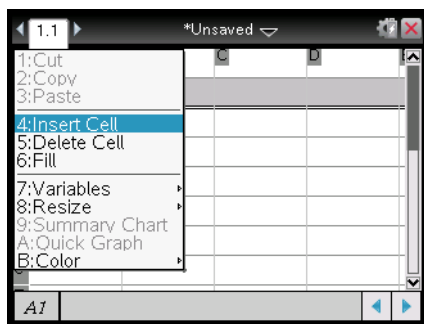 1.1 *Unsaved
C D
1:Cut
2:Copy
3:Paste
4:Insert Cell
5:Delete Cell
6:Fill
7:Variables
8:Resize
9:Summary Chart
A:Quick Graph
B:Color
A1